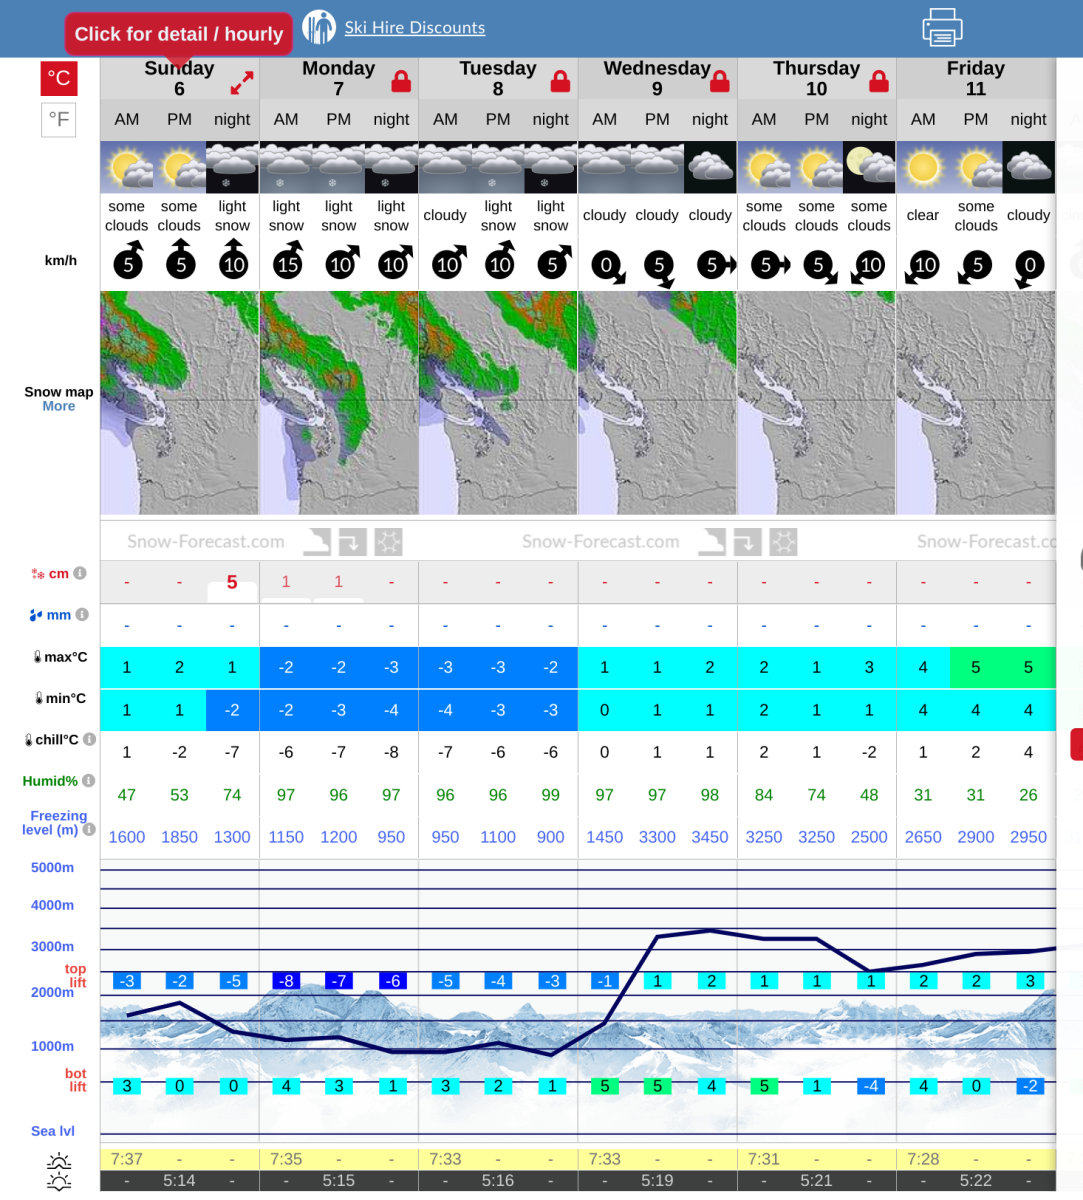 Click for detail / hourly
Ski Hire Discounts
°C
°F
Sunday Monday Tuesday Wednesday Thursday Friday
6 7 8 9 10 11
AM PM night AM PM night AM PM night AM PM night AM PM night AM PM night
some clouds some clouds light snow light snow light snow light snow cloudy light snow light snow cloudy cloudy cloudy some clouds some clouds some clouds clear some clouds cloudy
km/h 5 5 10 15 10 10 10 10 5 0 5 5 5 5 10 10 5 0
Snow map
More
Snow-Forecast.com Snow-Forecast.com Snow-Forecast.co
cm - - 5 1 1 - - - - - - - - - - - - -
mm - - - - - - - - - - - - - - - - - -
max°C 1 2 1 -2 -2 -3 -3 -3 -2 1 1 2 2 1 3 4 5 5
min°C 1 1 -2 -2 -3 -4 -4 -3 -3 0 1 1 2 1 1 4 4 4
chill°C 1 -2 -7 -6 -7 -8 -7 -6 -6 0 1 1 2 1 -2 1 2 4
Humid% 47 53 74 97 96 97 96 96 99 97 97 98 84 74 48 31 31 26
Freezing
level (m) 1600 1850 1300 1150 1200 950 950 1100 900 1450 3300 3450 3250 3250 2500 2650 2900 2950
5000m
4000m
3000m
top
lift -3 -2 -5 -8 -7 -6 -5 -4 -3 -1 1 2 1 1 1 2 2 3
2000m
1000m
bot
lift 3 0 0 4 3 1 3 2 1 5 5 4 5 1 -4 4 0 -2
Sea lvl
7:37 - - 7:35 - - 7:33 - - 7:33 - - 7:31 - - 7:28 - -
- 5:14 - - 5:15 - - 5:16 - - 5:19 - - 5:21 - - 5:22 -